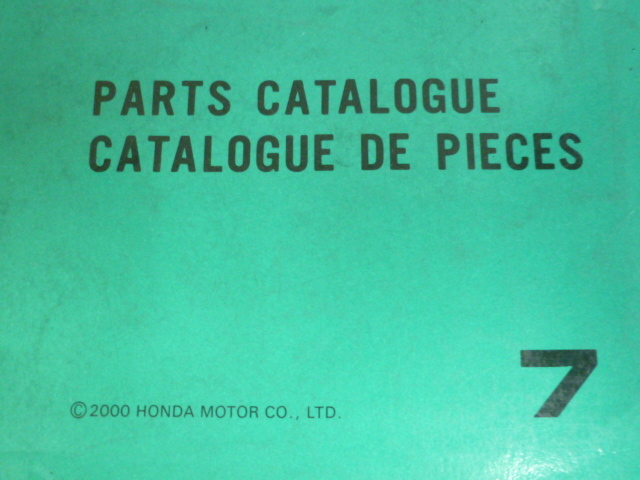 PARTS CATALOGUE
CATALOGUE DE PIECES
7
©2000 HONDA MOTOR CO., LTD.